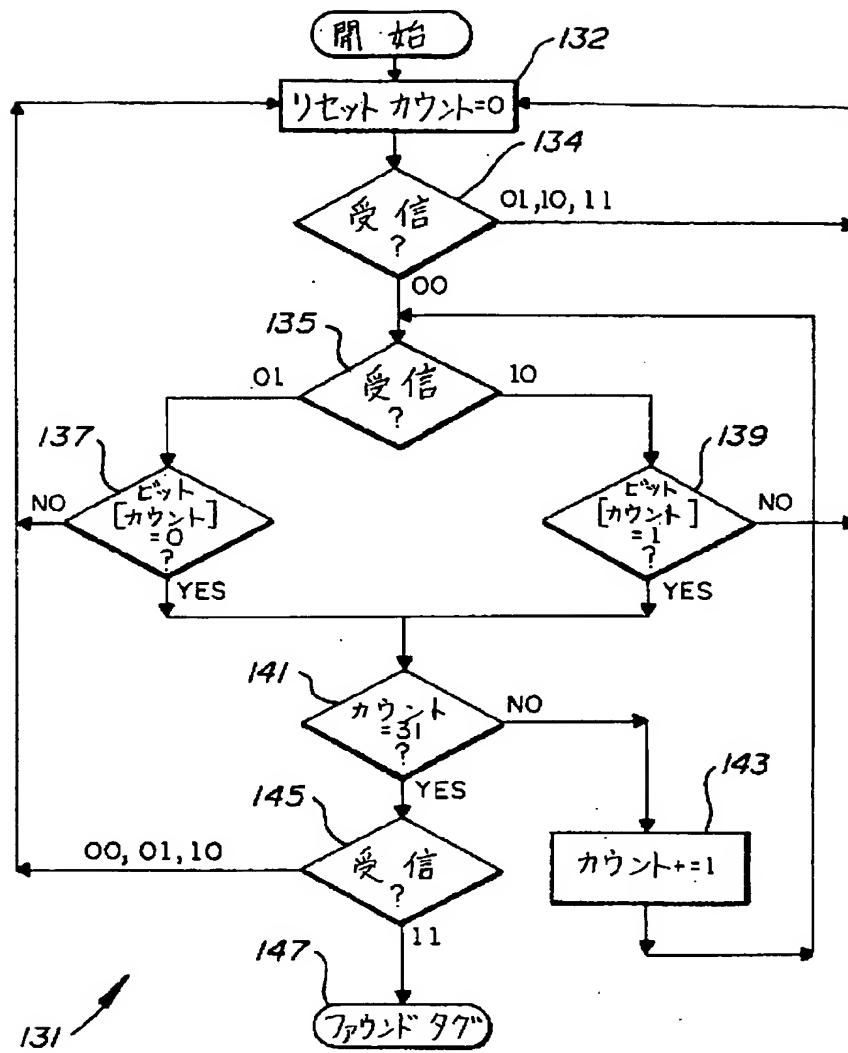 開始
132
リセットカウント=0
134
受信
?
01,10,11
00
135
受信
?
01
10
137
ビット
[カウント]
=0
?
NO
YES
139
ビット
[カウント]
=1
?
NO
YES
141
カウント
=31
?
NO
YES
143
カウント+=1
145
受信
?
00,01,10
11
147
ファウンドタグ
131